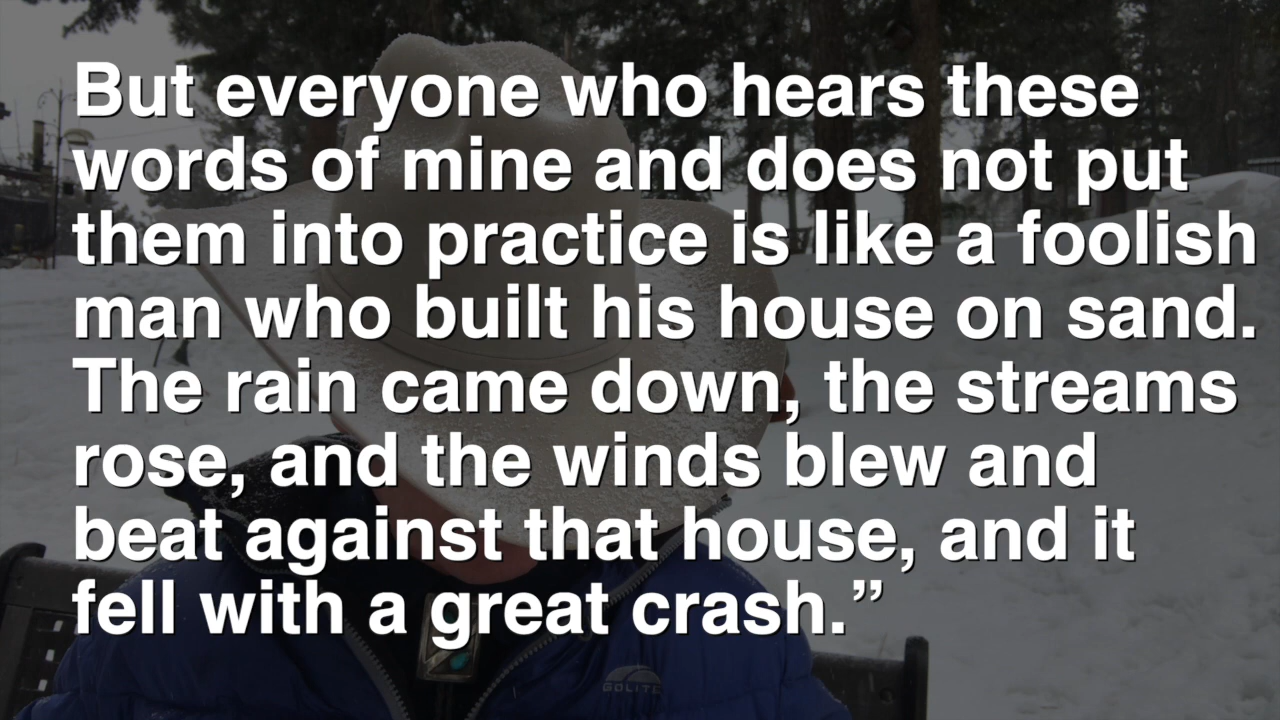 But everyone who hears these
words of mine and does not put
them into practice is like a foolish
man who built his house on sand.
The rain came down, the streams
rose, and the winds blew and
beat against that house, and it
fell with a great crash.”
GOLITE